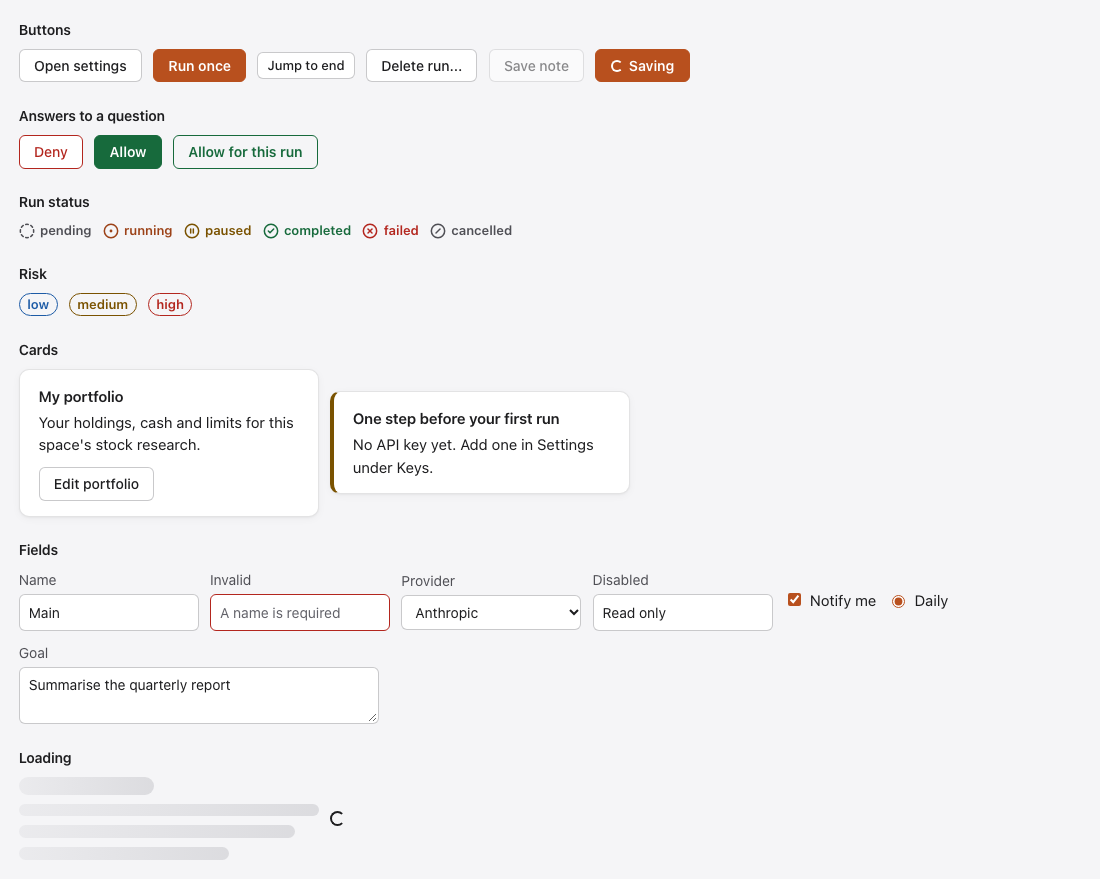 Buttons
Open settings Run once Jump to end Delete run... Save note Saving
Answers to a question
Deny Allow Allow for this run
Run status
pending running paused completed failed cancelled
Risk
low medium high
Cards
My portfolio
Your holdings, cash and limits for this
space's stock research.
Edit portfolio
One step before your first run
No API key yet. Add one in Settings
under Keys.
Fields
Name Invalid Provider Disabled
Main A name is required Anthropic Read only Notify me Daily
Goal
Summarise the quarterly report
Loading